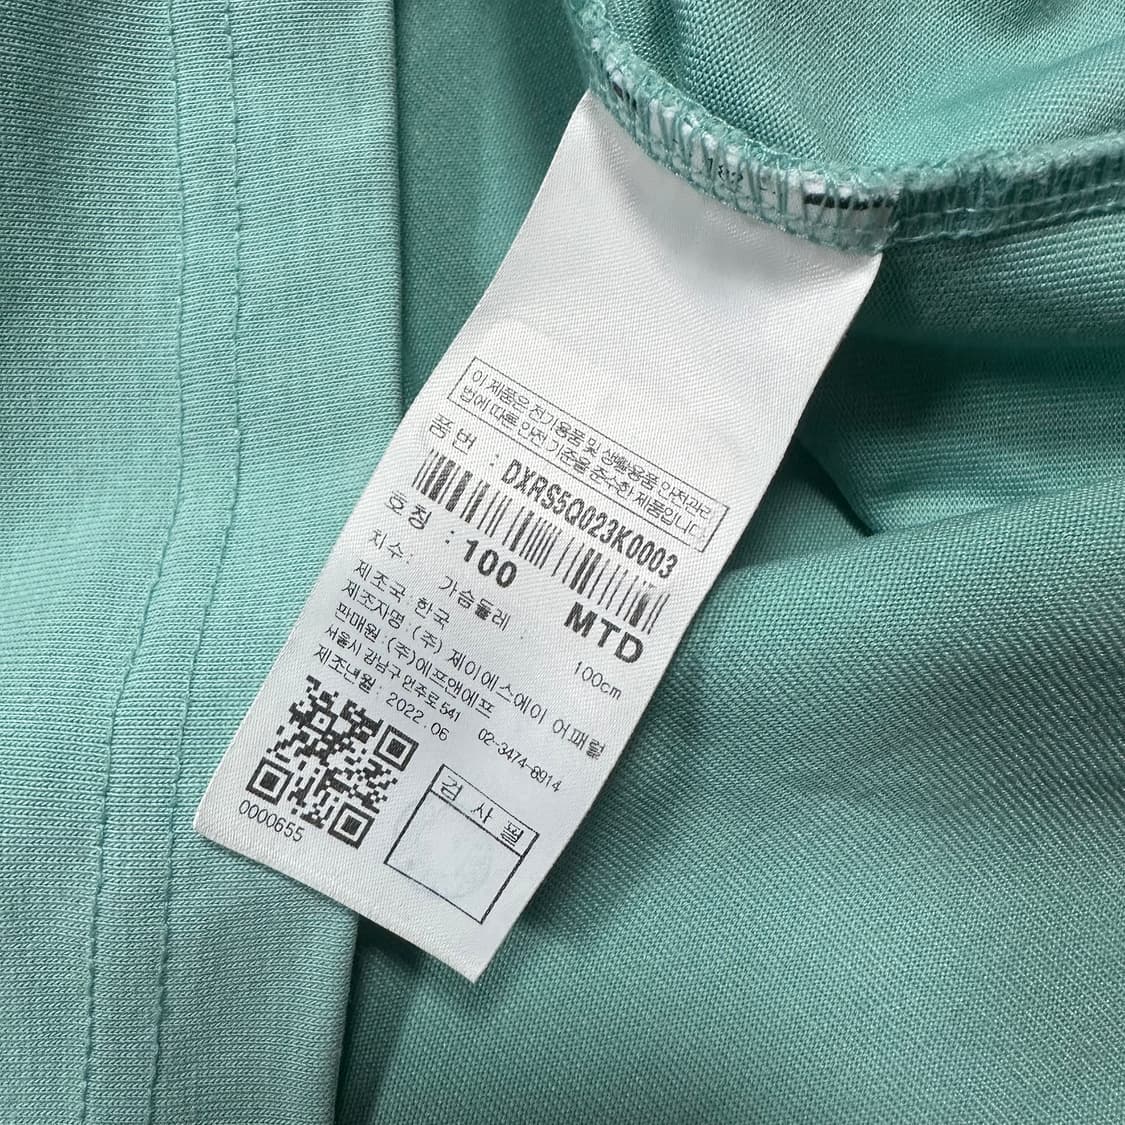 이 제품은 전기용품 및 생활용품 안전관리
법에 따른 안전 기준을 준수한 제품입니다.
품 번 : DXRS5Q023K0003
호칭 : 100 MTD
치수: 가슴둘레 100cm
제조국: 한국
제조자명:(주) 제이에스에이 어패럴
판매원:(주)에프앤에프
서울시 강남구 언주로 541 02-3474-8914
제조년월: 2022.06
0000655
검 사 필